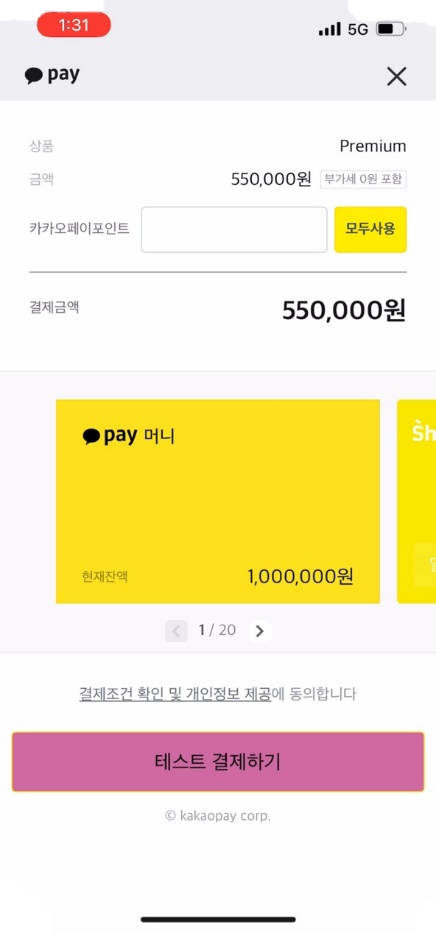 1:31 5G
pay
상품 Premium
금액 550,000원 부가세 0원 포함
카카오페이포인트 모두사용
결제금액 550,000원
pay 머니
Sh
현재잔액 1,000,000원
1 / 20
결제조건 확인 및 개인정보 제공에 동의합니다
테스트 결제하기
© kakaopay corp.